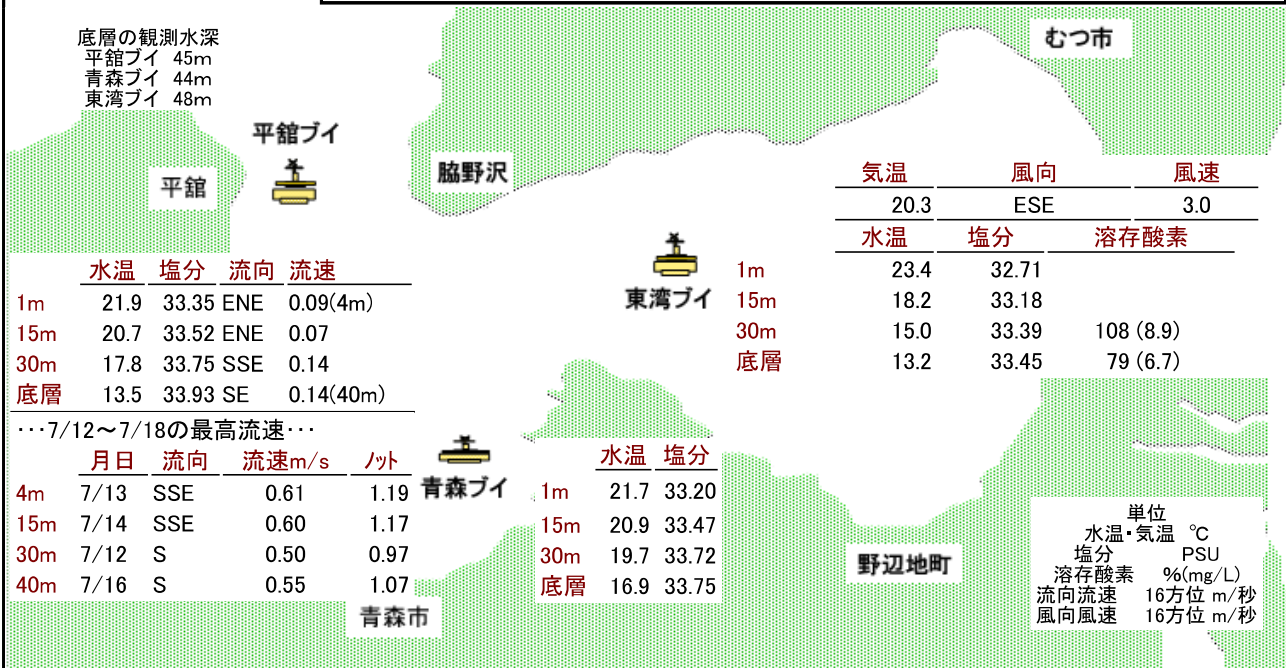 底層の観測水深
平舘ブイ 45m
青森ブイ 44m
東湾ブイ 48m
むつ市
平舘ブイ
平舘
脇野沢
気温 風向 風速
20.3 ESE 3.0
水温 塩分 溶存酸素
1m 23.4 32.71
15m 18.2 33.18
30m 15.0 33.39 108 (8.9)
底層 13.2 33.45 79 (6.7)
東湾ブイ
水温 塩分 流向 流速
1m 21.9 33.35 ENE 0.09(4m)
15m 20.7 33.52 ENE 0.07
30m 17.8 33.75 SSE 0.14
底層 13.5 33.93 SE 0.14(40m)
…7/12～7/18の最高流速…
月日 流向 流速m/s ノット
4m 7/13 SSE 0.61 1.19
15m 7/14 SSE 0.60 1.17
30m 7/12 S 0.50 0.97
40m 7/16 S 0.55 1.07
青森ブイ
水温 塩分
1m 21.7 33.20
15m 20.9 33.47
30m 19.7 33.72
底層 16.9 33.75
青森市
野辺地町
単位
水温・気温 ℃
塩分 PSU
溶存酸素 %(mg/L)
流向流速 16方位 m/秒
風向風速 16方位 m/秒